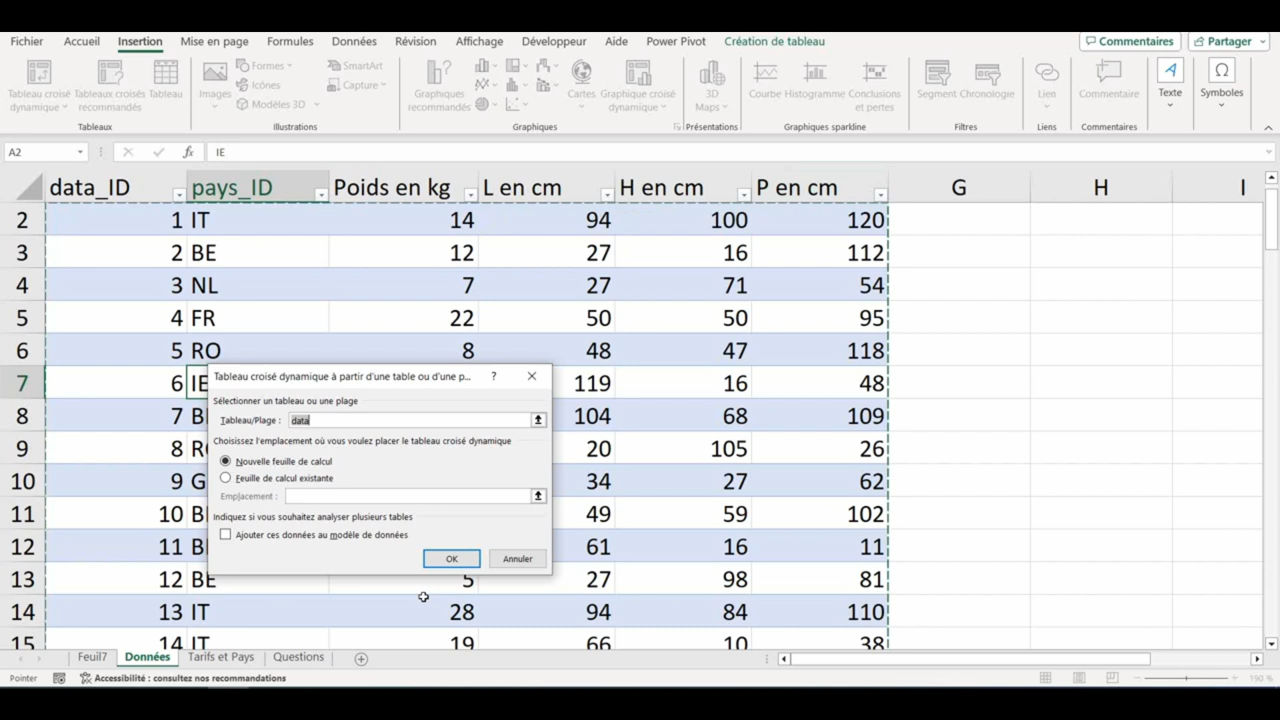 Fichier Accueil Insertion Mise en page Formules Données Révision Affichage Développeur Aide Power Pivot Création de tableau Commentaires Partager
Formes SmartArt
Icônes Capture
Modèles 3D
Tableau croisé dynamique Tableaux croisés recommandés Tableau Images Graphiques recommandés Cartes Graphique croisé dynamique 3D Maps Courbe Histogramme Conclusions et pertes Segment Chronologie Lien Commentaire Texte Symboles
Tableaux Illustrations Graphiques Présentations Graphiques sparkline Filtres Liens Commentaires
A2 fx IE
data_ID pays_ID Poids en kg L en cm H en cm P en cm G H I
2 1 IT 14 94 100 120
3 2 BE 12 27 16 112
4 3 NL 7 27 71 54
5 4 FR 22 50 50 95
6 5 RO 8 48 47 118
7 6 IE 119 16 48
8 7 104 68 109
9 8 20 105 26
10 9 34 27 62
11 10 49 59 102
12 11 61 16 11
13 12 BE 5 27 98 81
14 13 IT 28 94 84 110
15 14 IT 19 66 10 38
Tableau croisé dynamique à partir d'une table ou d'une p... ?
Sélectionner un tableau ou une plage
Tableau/Plage : data
Choisissez l'emplacement où vous voulez placer le tableau croisé dynamique
Nouvelle feuille de calcul
Feuille de calcul existante
Emplacement :
Indiquez si vous souhaitez analyser plusieurs tables
Ajouter ces données au modèle de données
OK Annuler
Feuil7 Données Tarifs et Pays Questions
Pointer Accessibilité : consultez nos recommandations 190 %